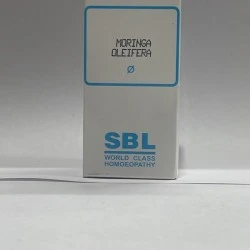 MORINGA
OLEIFERA
Ø
SBL
WORLD CLASS
HOMOEOPATHY